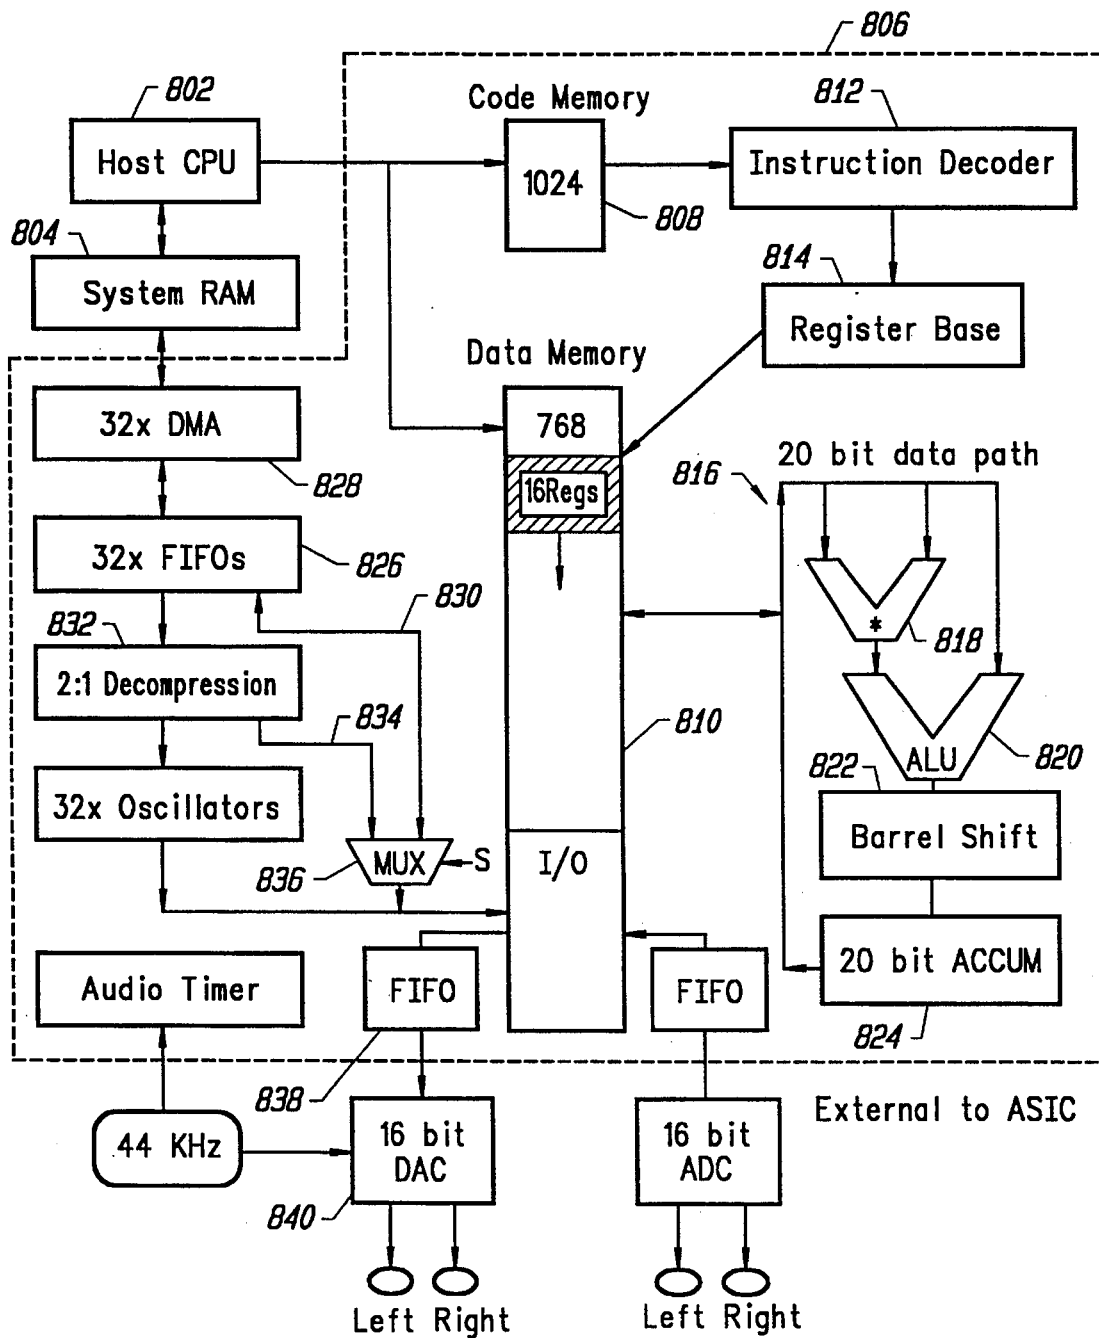 806
802
Code Memory
812
Host CPU
1024
Instruction Decoder
808
804
814
System RAM
Register Base
Data Memory
32x DMA
768
828
20 bit data path
816
16Regs
32x FIFOs
826
830
832
*
818
2:1 Decompression
834
810
820
ALU
822
32x Oscillators
Barrel Shift
MUX
S
836
I/O
20 bit ACCUM
Audio Timer
FIFO
FIFO
824
838
External to ASIC
44 KHz
16 bit
DAC
16 bit
ADC
840
Left Right
Left Right